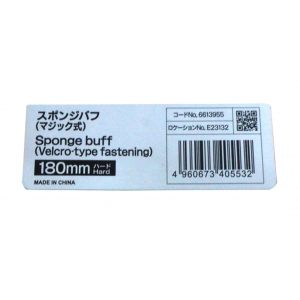 スポンジバフ
(マジック式)
Sponge buff
(Velcro-type fastening)
180mm ハード Hard
MADE IN CHINA
コードNo. 6613955
ロケーションNo. E23132
4 960673 405532